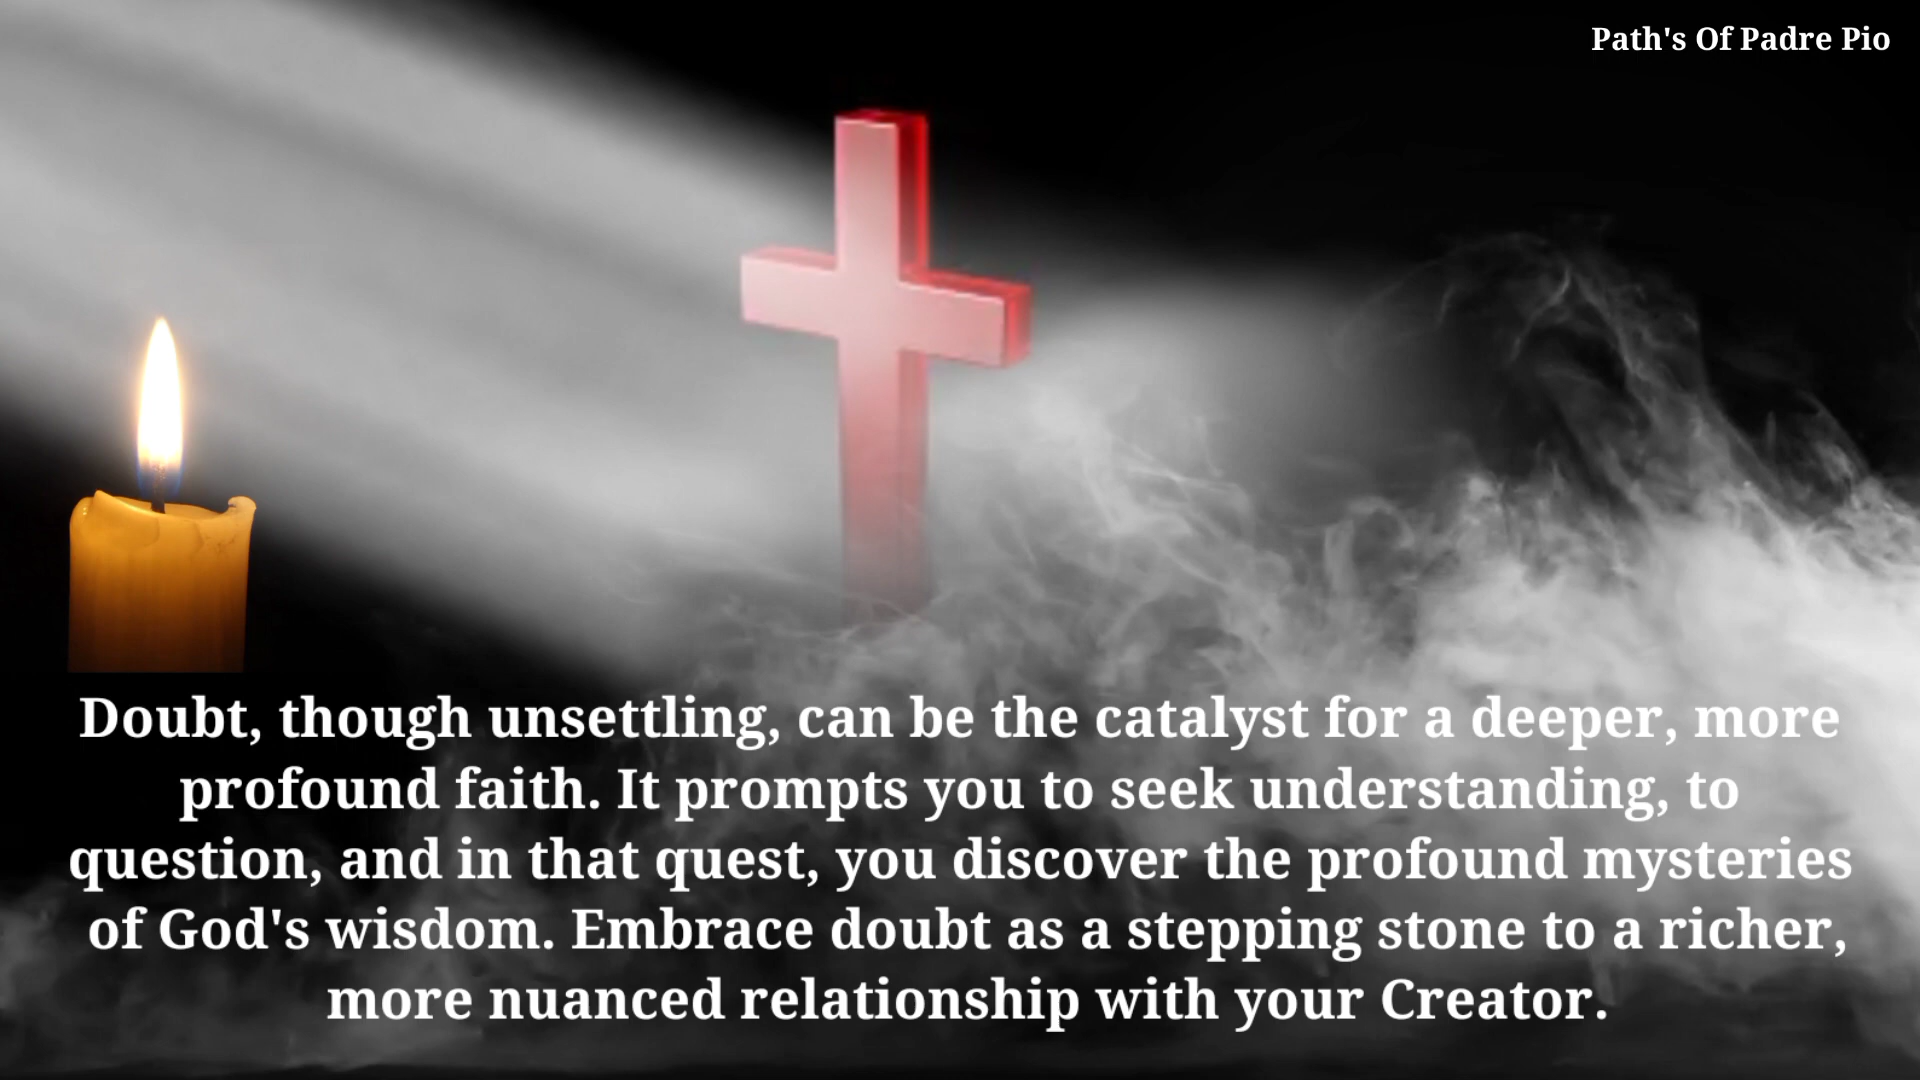 Path's Of Padre Pio
Doubt, though unsettling, can be the catalyst for a deeper, more
profound faith. It prompts you to seek understanding, to
question, and in that quest, you discover the profound mysteries
of God's wisdom. Embrace doubt as a stepping stone to a richer,
more nuanced relationship with your Creator.